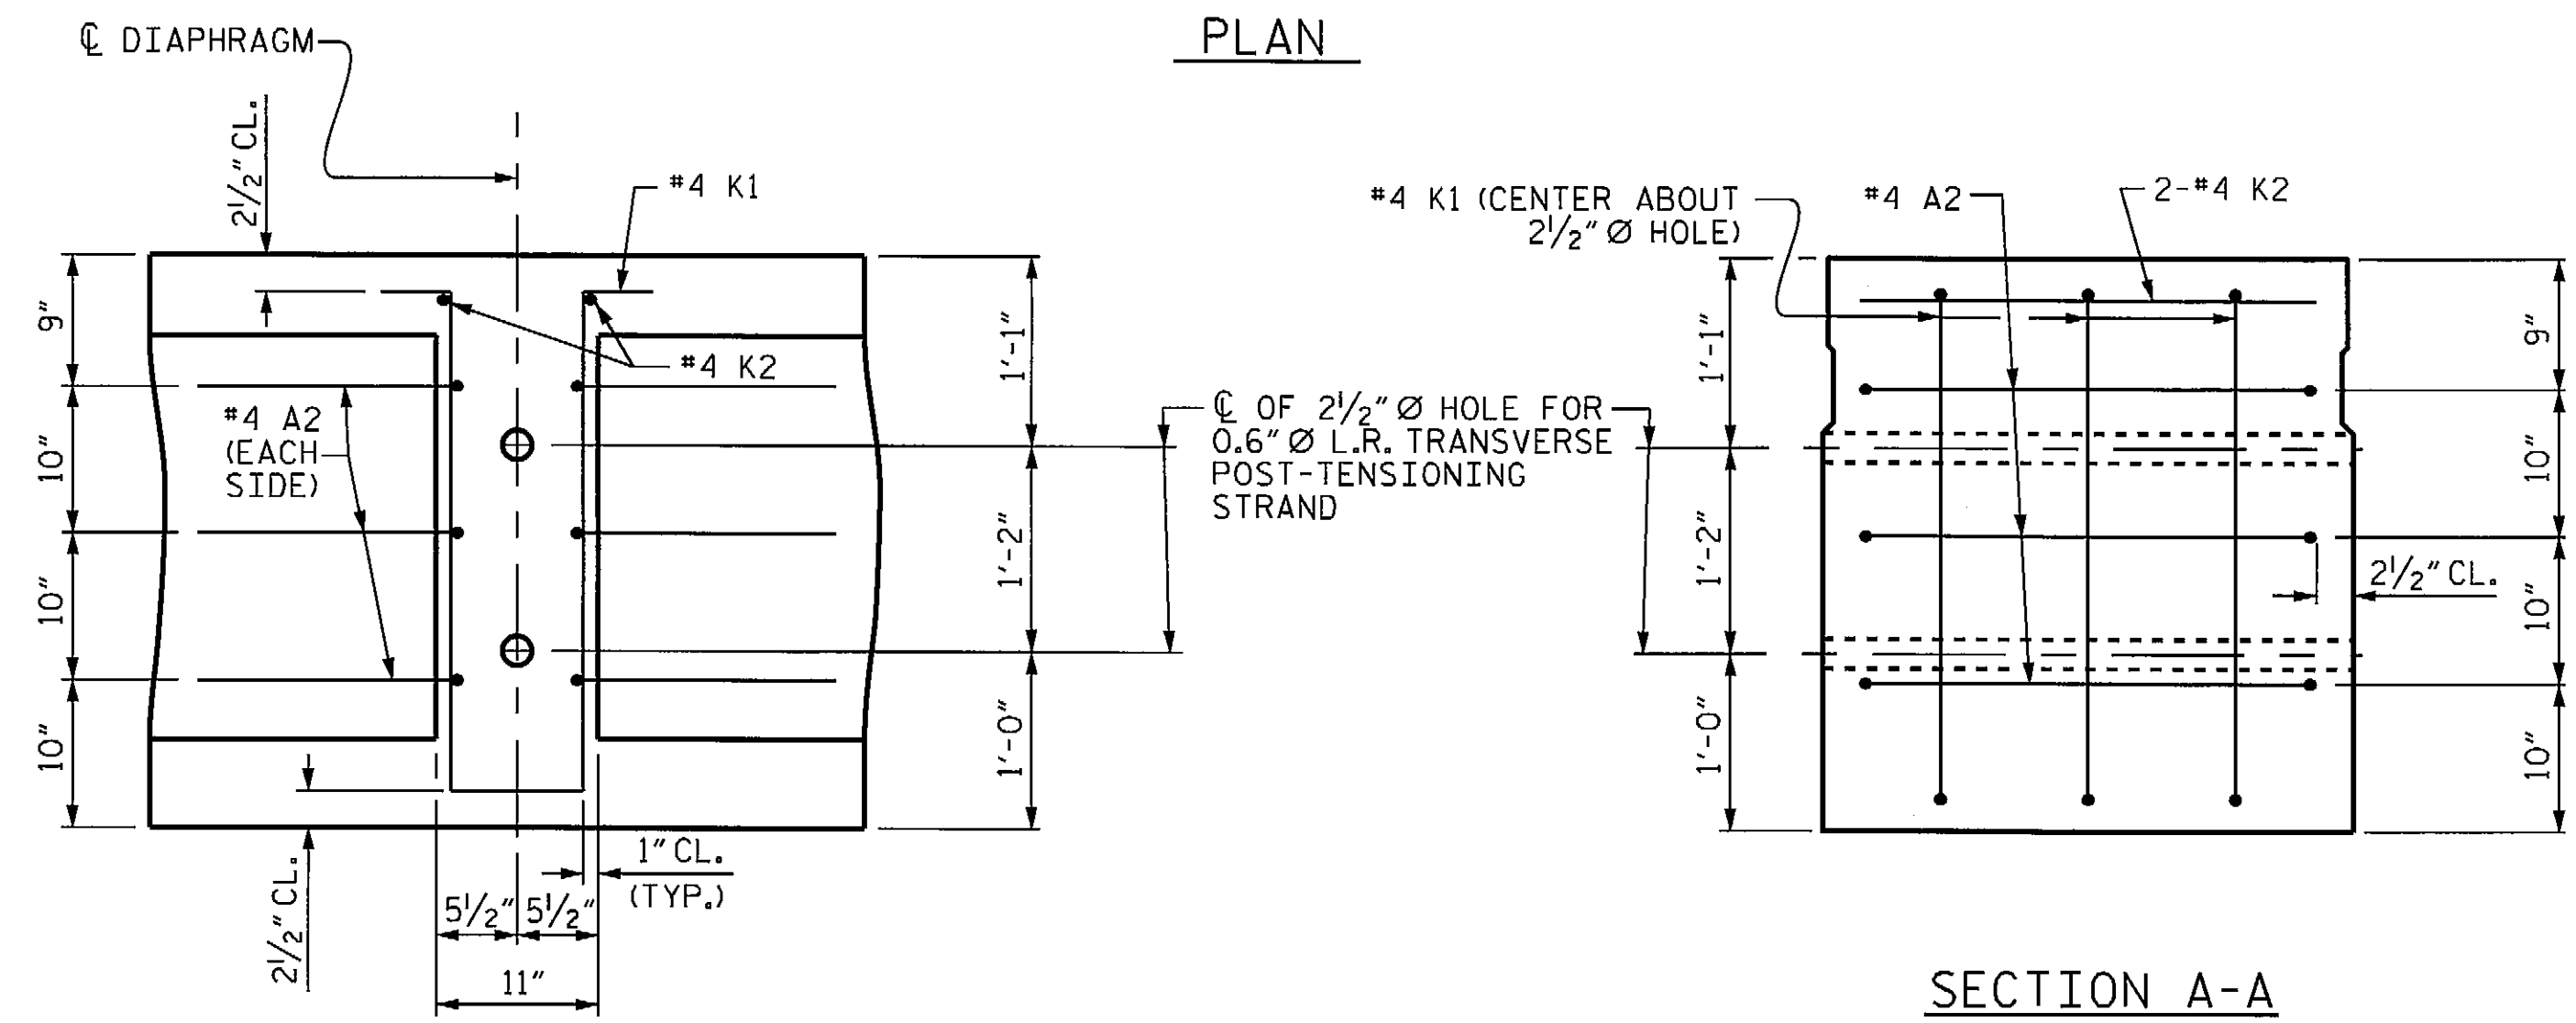 PLAN
℄ DIAPHRAGM
2½" CL.
#4 K1
9"
10"
10"
10"
#4 A2
(EACH
SIDE)
#4 K2
1'-1"
1'-2"
1'-0"
℄ OF 2½" Ø HOLE FOR
0.6" Ø L.R. TRANSVERSE
POST-TENSIONING
STRAND
2½" CL.
1" CL.
(TYP.)
5½"
5½"
11"
#4 K1 (CENTER ABOUT
2½" Ø HOLE)
#4 A2
2-#4 K2
1'-1"
1'-2"
1'-0"
9"
10"
10"
10"
2½" CL.
SECTION A-A